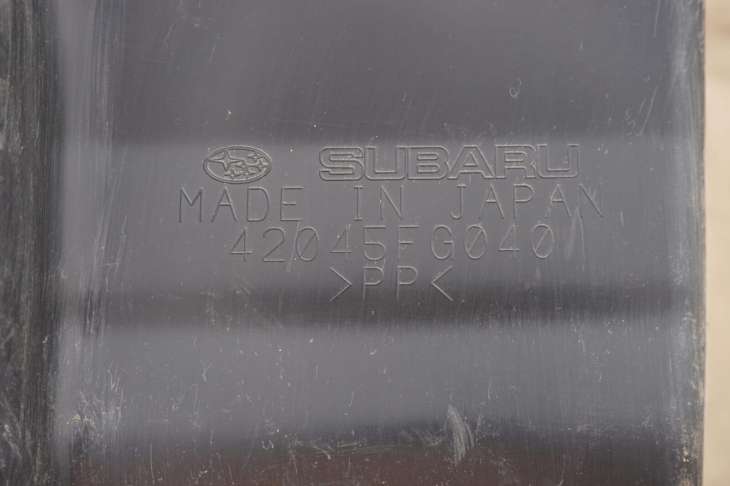 SUBARU
MADE IN JAPAN
42045FG040
>PP<